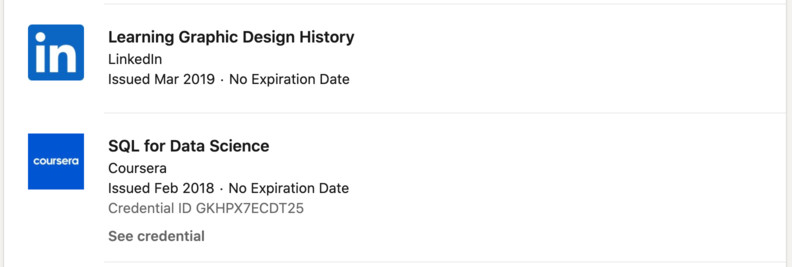 in
Learning Graphic Design History
LinkedIn
Issued Mar 2019 · No Expiration Date
coursera
SQL for Data Science
Coursera
Issued Feb 2018 · No Expiration Date
Credential ID GKHPX7ECDT25
See credential